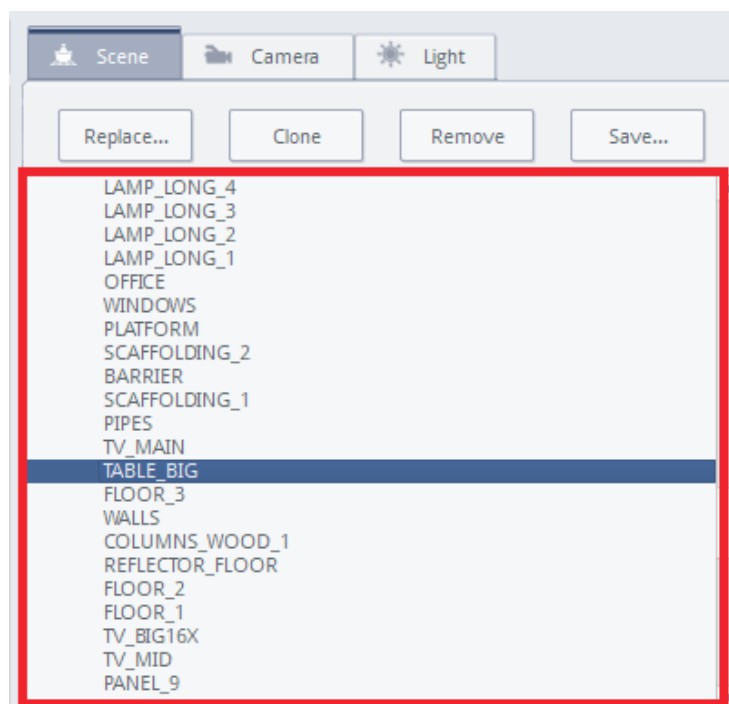 Scene Camera Light
Replace... Clone Remove Save...
LAMP_LONG_4
LAMP_LONG_3
LAMP_LONG_2
LAMP_LONG_1
OFFICE
WINDOWS
PLATFORM
SCAFFOLDING_2
BARRIER
SCAFFOLDING_1
PIPES
TV_MAIN
TABLE_BIG
FLOOR_3
WALLS
COLUMNS_WOOD_1
REFLECTOR_FLOOR
FLOOR_2
FLOOR_1
TV_BIG16X
TV_MID
PANEL_9